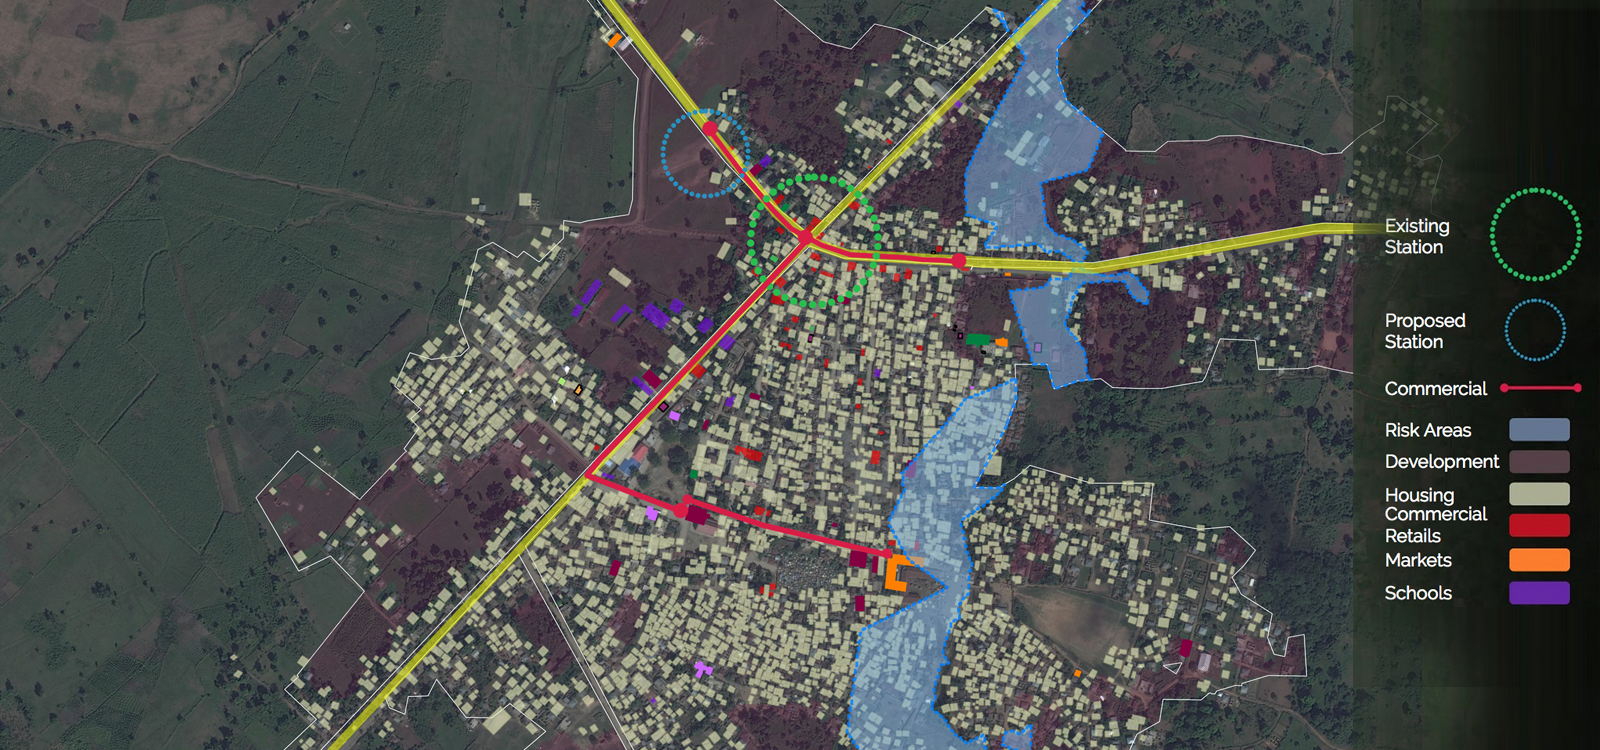 Existing
Station
Proposed
Station
Commercial
Risk Areas
Development
Housing
Commercial
Retails
Markets
Schools